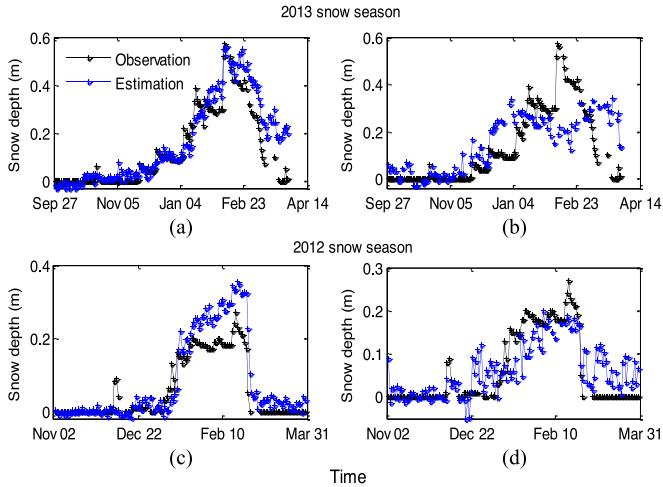 2013 snow season
Snow depth (m)
0.6
0.4
0.2
0
Observation
Estimation
Sep 27 Nov 05 Jan 04 Feb 23 Apr 14
(a)
Snow depth (m)
0.6
0.4
0.2
0
Sep 27 Nov 05 Jan 04 Feb 23 Apr 14
(b)
2012 snow season
Snow depth (m)
0.4
0.2
0
Nov 02 Dec 22 Feb 10 Mar 31
(c)
Snow depth (m)
0.3
0.2
0.1
0
Nov 02 Dec 22 Feb 10 Mar 31
(d)
Time